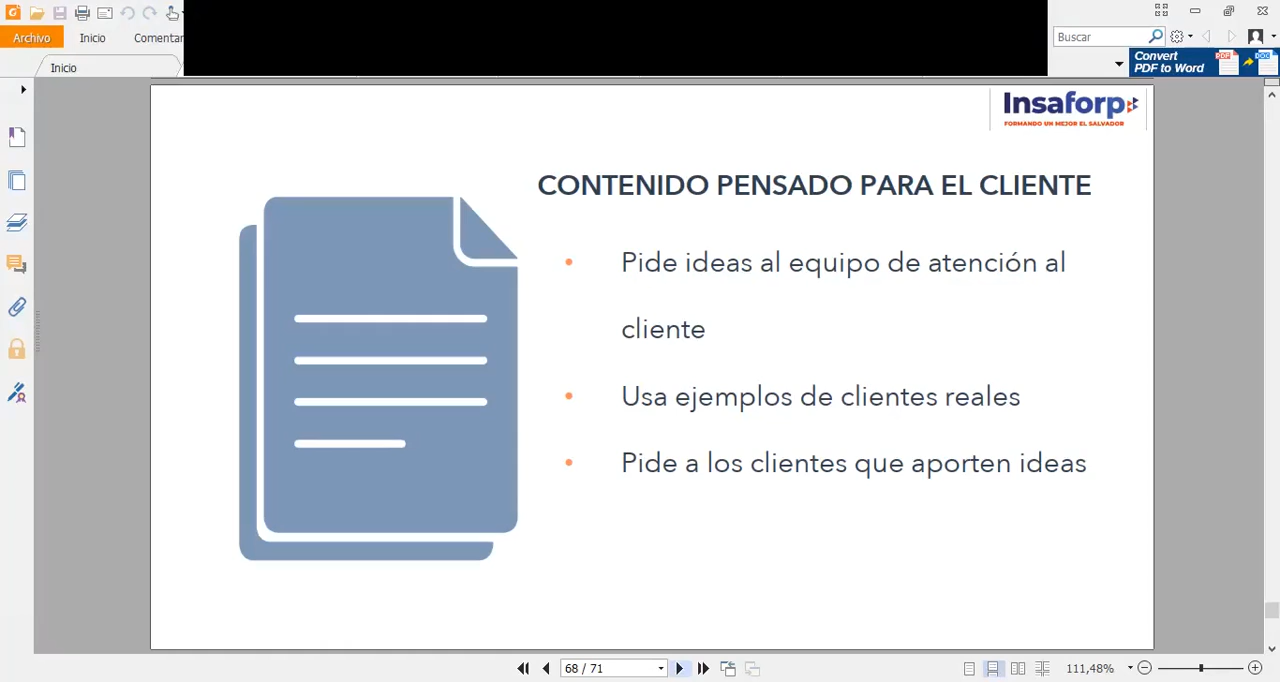 Archivo
Inicio
Comentar
Buscar
Inicio
Convert
PDF to Word
PDF
DOC
Insaforp
FORMANDO UN MEJOR EL SALVADOR
CONTENIDO PENSADO PARA EL CLIENTE
• Pide ideas al equipo de atención al
cliente
• Usa ejemplos de clientes reales
• Pide a los clientes que aporten ideas
68 / 71
111,48%